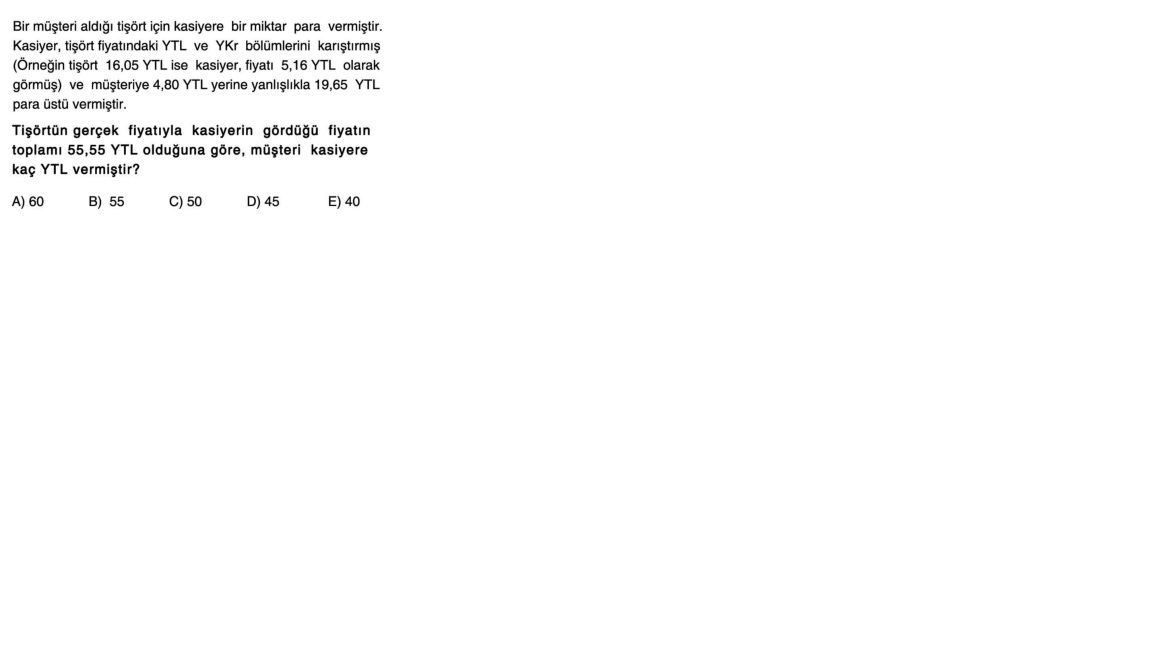 Bir müşteri aldığı tişört için kasiyere bir miktar para vermiştir.
Kasiyer, tişört fiyatındaki YTL ve YKr bölümlerini karıştırmış
(Örneğin tişört 16,05 YTL ise kasiyer, fiyatı 5,16 YTL olarak
görmüş) ve müşteriye 4,80 YTL yerine yanlışlıkla 19,65 YTL
para üstü vermiştir.
Tişörtün gerçek fiyatıyla kasiyerin gördüğü fiyatın
toplamı 55,55 YTL olduğuna göre, müşteri kasiyere
kaç YTL vermiştir?
A) 60 B) 55 C) 50 D) 45 E) 40